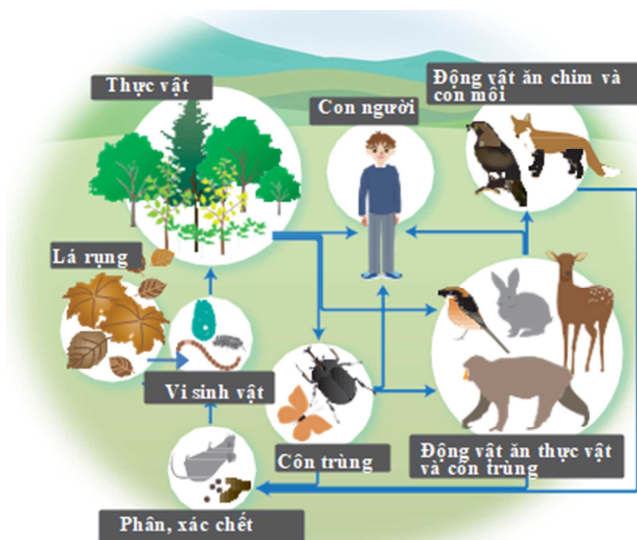 Động vật ăn chim và
con mồi
Thực vật
Con người
Lá rụng
Vi sinh vật
Côn trùng
Động vật ăn thực vật
và côn trùng
Phân, xác chết